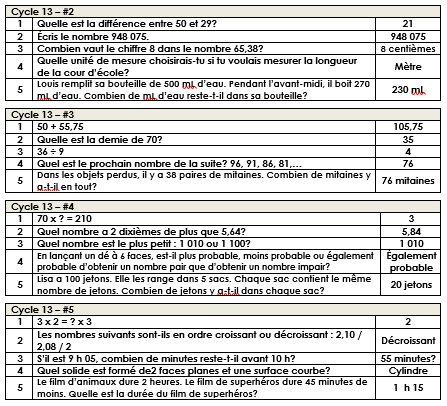 Cycle 13 – #2
1 Quelle est la différence entre 50 et 29? 21
2 Écris le nombre 948 075. 948 075
3 Combien vaut le chiffre 8 dans le nombre 65,38? 8 centièmes
4 Quelle unité de mesure choisirais-tu si tu voulais mesurer la longueur
de la cour d'école? Mètre
5 Louis remplit sa bouteille de 500 mL d'eau. Pendant l'avant-midi, il boit 270
mL d'eau. Combien de mL d'eau reste-t-il dans sa bouteille? 230 mL
Cycle 13 – #3
1 50 + 55,75 105,75
2 Quelle est la demie de 70? 35
3 36 ÷ 9 4
4 Quel est le prochain nombre de la suite? 96, 91, 86, 81,… 76
5 Dans les objets perdus, il y a 38 paires de mitaines. Combien de mitaines y
a-t-il en tout? 76 mitaines
Cycle 13 – #4
1 70 x ? = 210 3
2 Quel nombre a 2 dixièmes de plus que 5,64? 5,84
3 Quel nombre est le plus petit : 1 010 ou 1 100? 1 010
4 En lançant un dé à 6 faces, est-il plus probable, moins probable ou également
probable d'obtenir un nombre pair que d'obtenir un nombre impair? Également
probable
5 Lisa a 100 jetons. Elle les range dans 5 sacs. Chaque sac contient le même
nombre de jetons. Combien de jetons y a-t-il dans chaque sac? 20 jetons
Cycle 13 – #5
1 3 x 2 = ? x 3 2
2 Les nombres suivants sont-ils en ordre croissant ou décroissant : 2,10 /
2,08 / 2 Décroissant
3 S'il est 9 h 05, combien de minutes reste-t-il avant 10 h? 55 minutes?
4 Quel solide est formé de2 faces planes et une surface courbe? Cylindre
5 Le film d'animaux dure 2 heures. Le film de superhéros dure 45 minutes de
moins. Quelle est la durée du film de superhéros? 1 h 15